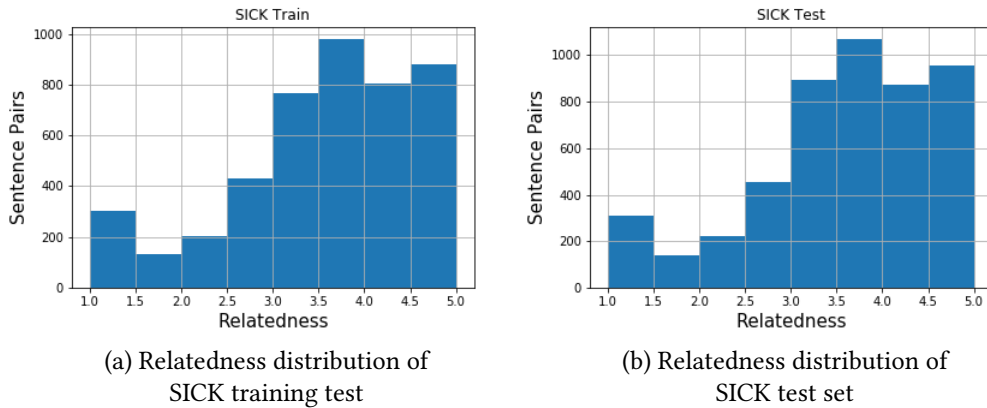 SICK Train
Sentence Pairs
1000
800
600
400
200
0
1.0 1.5 2.0 2.5 3.0 3.5 4.0 4.5 5.0
Relatedness
(a) Relatedness distribution of
SICK training test
SICK Test
Sentence Pairs
1000
800
600
400
200
0
1.0 1.5 2.0 2.5 3.0 3.5 4.0 4.5 5.0
Relatedness
(b) Relatedness distribution of
SICK test set